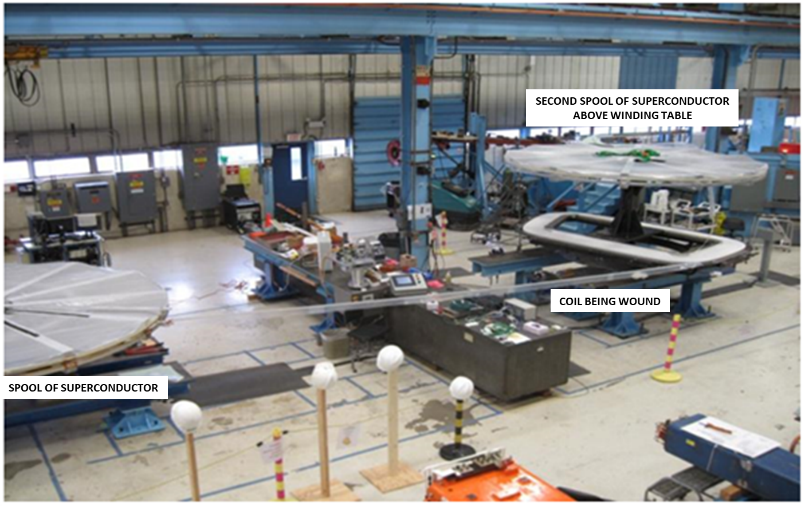 SECOND SPOOL OF SUPERCONDUCTOR
ABOVE WINDING TABLE
COIL BEING WOUND
SPOOL OF SUPERCONDUCTOR